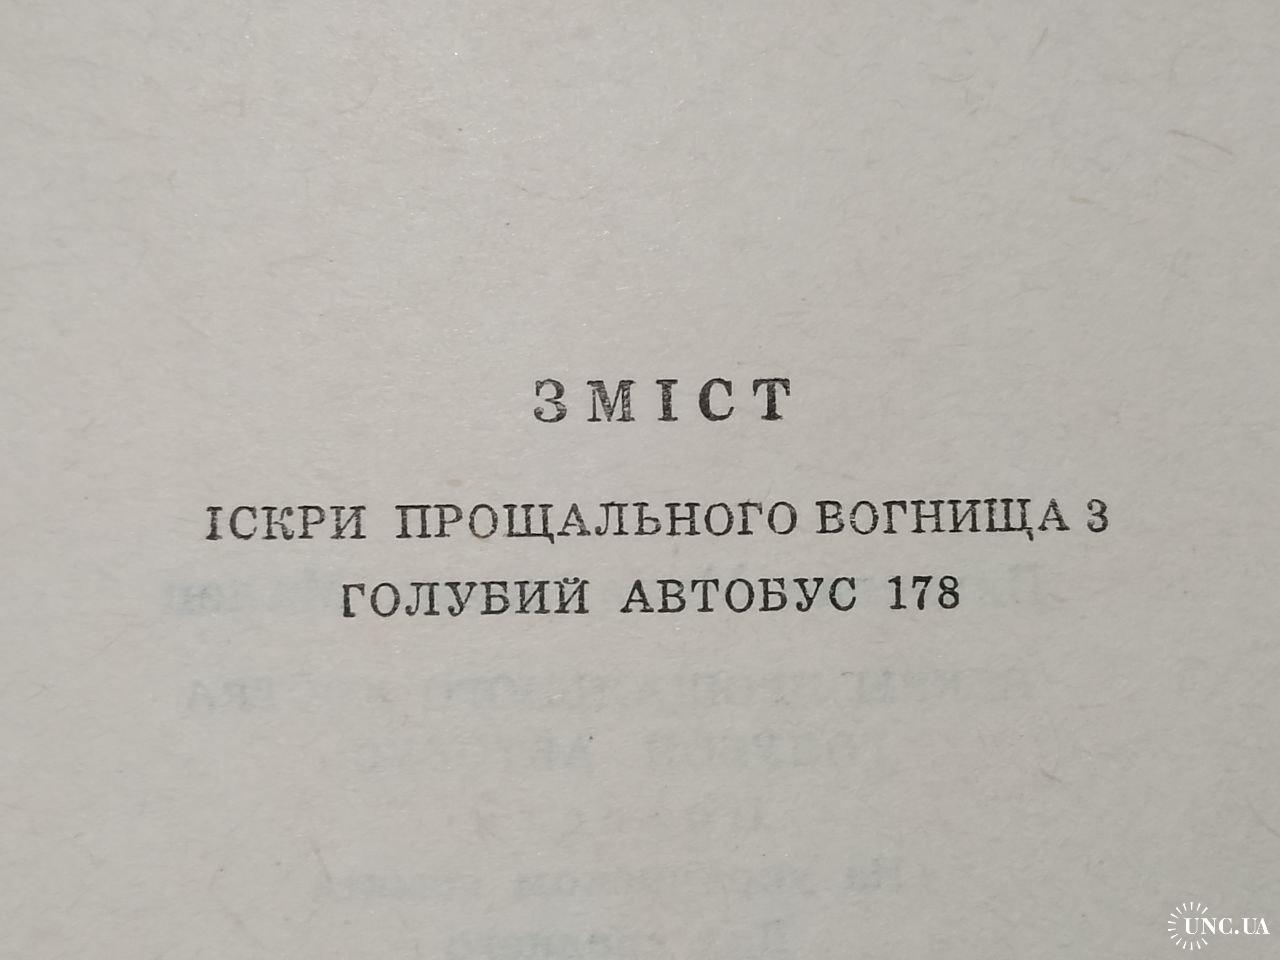 ЗМІСТ
ІСКРИ ПРОЩАЛЬНОГО ВОГНИЩА 3
ГОЛУБИЙ АВТОБУС 178
UNC.UA